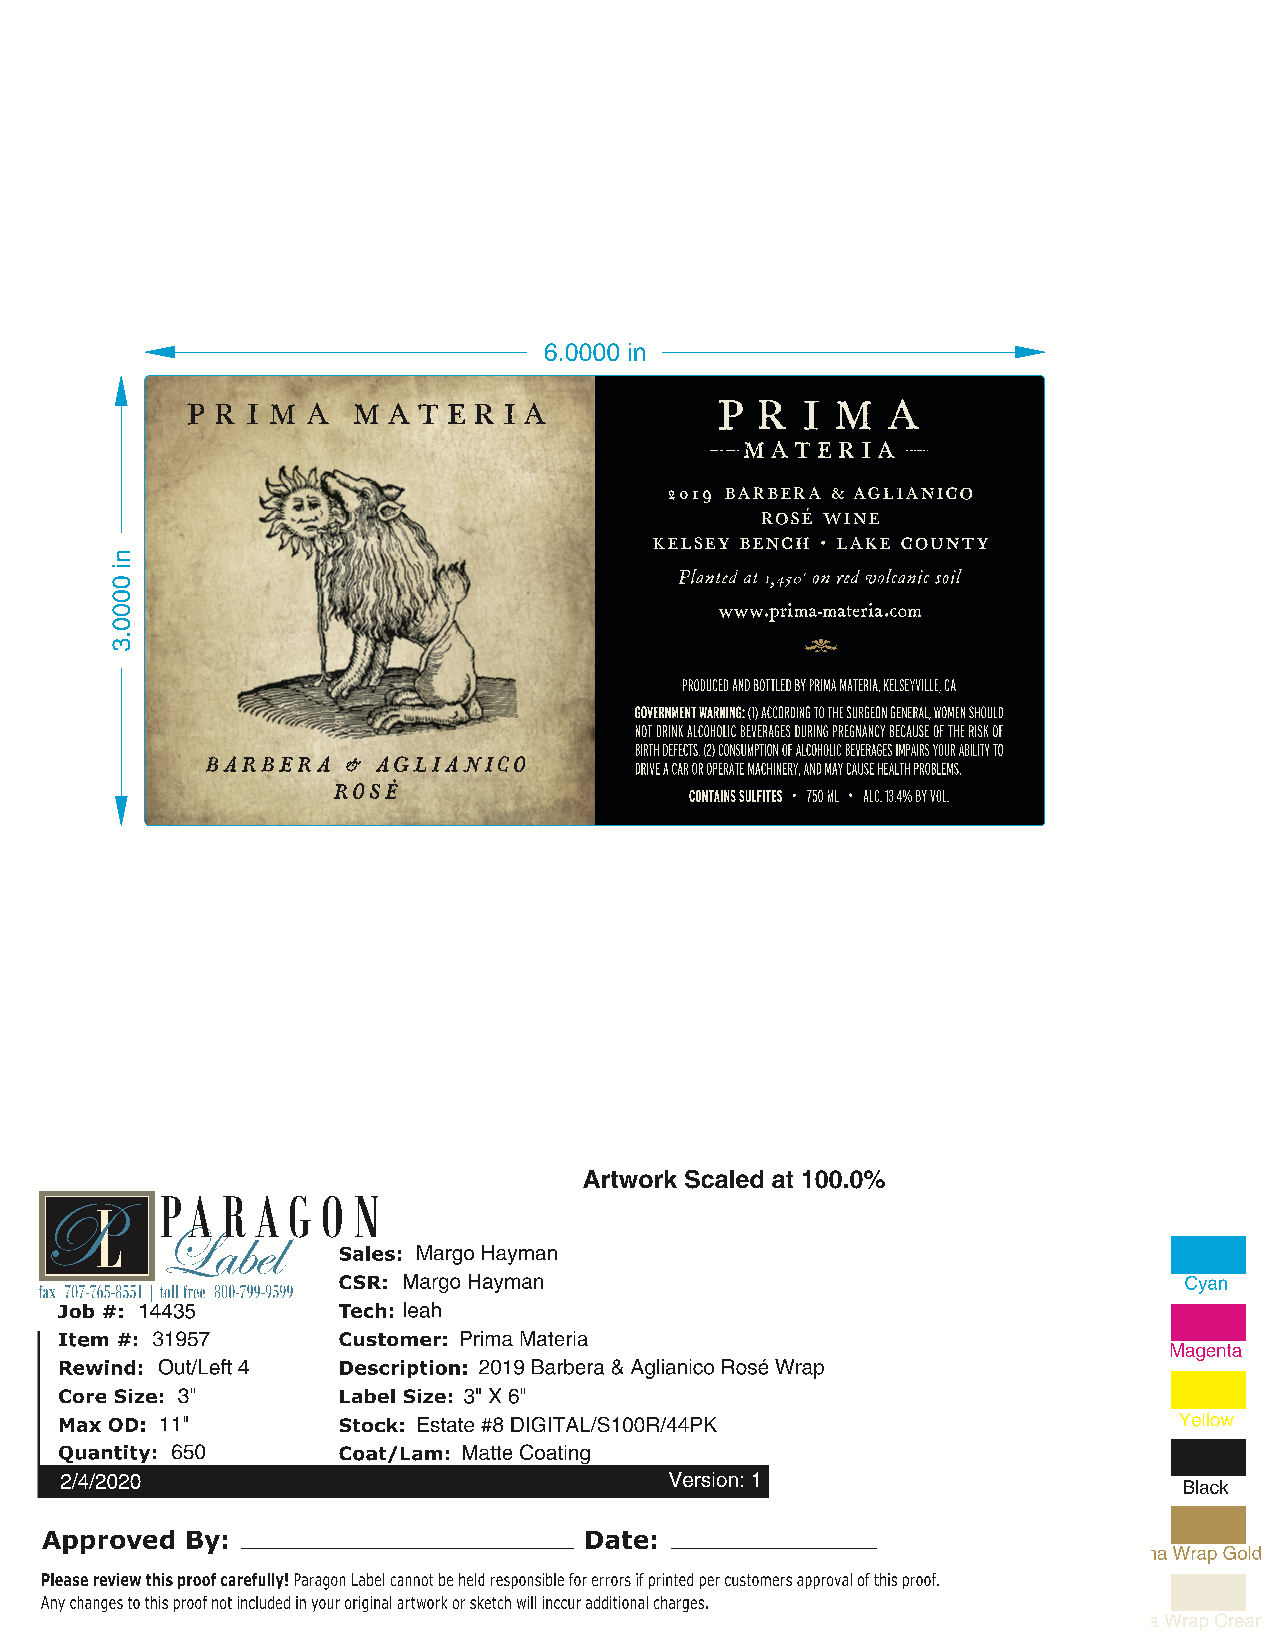 6.0000 in
3.0000 in
PRIMA MATERIA
BARBERA & AGLIANICO
ROSÉ
PRIMA
MATERIA
2019 BARBERA & AGLIANICO
ROSÉ WINE
KELSEY BENCH • LAKE COUNTY
Planted at 1,450' on red volcanic soil
www.prima-materia.com
PRODUCED AND BOTTLED BY PRIMA MATERIA, KELSEYVILLE, CA
GOVERNMENT WARNING: (1) ACCORDING TO THE SURGEON GENERAL, WOMEN SHOULD
NOT DRINK ALCOHOLIC BEVERAGES DURING PREGNANCY BECAUSE OF THE RISK OF
BIRTH DEFECTS. (2) CONSUMPTION OF ALCOHOLIC BEVERAGES IMPAIRS YOUR ABILITY TO
DRIVE A CAR OR OPERATE MACHINERY, AND MAY CAUSE HEALTH PROBLEMS.
CONTAINS SULFITES • 750 ML • ALC. 13.4% BY VOL.
Artwork Scaled at 100.0%
PL
PARAGON
Label
fax 707-765-8551 | toll free 800-799-9599
Job #: 14435
Item #: 31957
Rewind: Out/Left 4
Core Size: 3"
Max OD: 11"
Quantity: 650
Sales: Margo Hayman
CSR: Margo Hayman
Tech: leah
Customer: Prima Materia
Description: 2019 Barbera & Aglianico Rosé Wrap
Label Size: 3" X 6"
Stock: Estate #8 DIGITAL/S100R/44PK
Coat/Lam: Matte Coating
2/4/2020 Version: 1
Approved By: Date:
Please review this proof carefully! Paragon Label cannot be held responsible for errors if printed per customers approval of this proof.
Any changes to this proof not included in your original artwork or sketch will inccur additional charges.
Cyan
Magenta
Yellow
Black
na Wrap Gold
a Wrap Crear